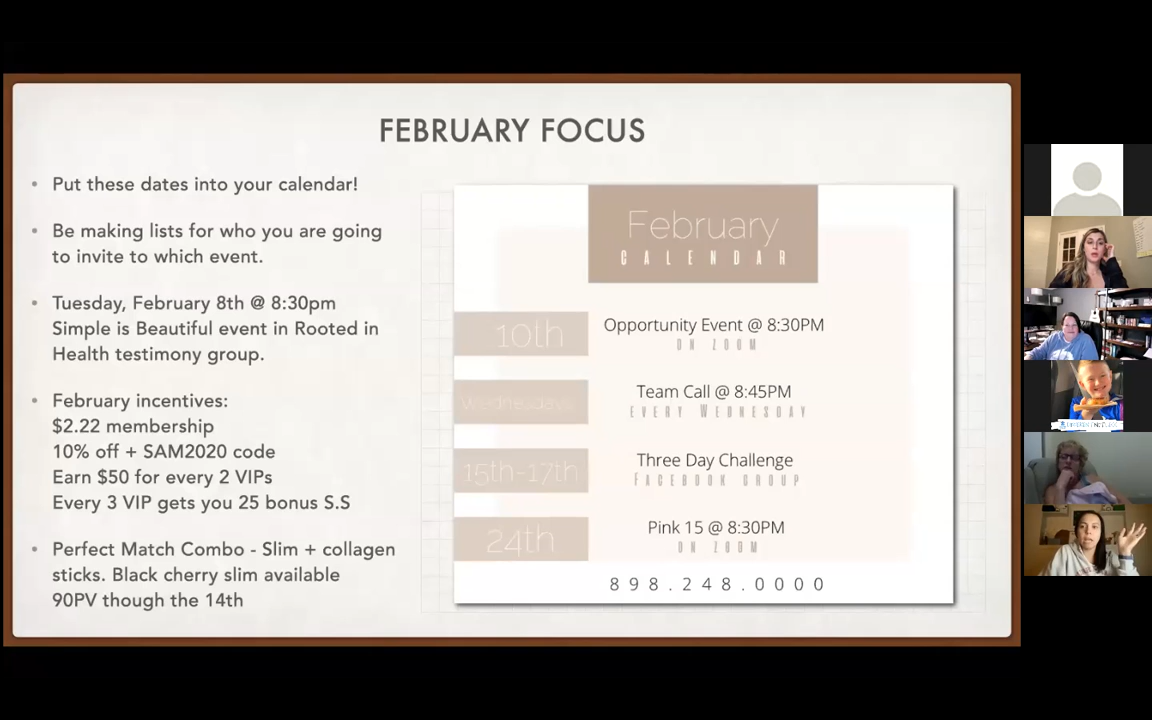 FEBRUARY FOCUS
• Put these dates into your calendar!
• Be making lists for who you are going
to invite to which event.
• Tuesday, February 8th @ 8:30pm
Simple is Beautiful event in Rooted in
Health testimony group.
• February incentives:
$2.22 membership
10% off + SAM2020 code
Earn $50 for every 2 VIPs
Every 3 VIP gets you 25 bonus S.S
• Perfect Match Combo - Slim + collagen
sticks. Black cherry slim available
90PV though the 14th
February
CALENDAR
10th
Opportunity Event @ 8:30PM
ON ZOOM
Wednesdays
Team Call @ 8:45PM
EVERY WEDNESDAY
15th-17th
Three Day Challenge
FACEBOOK GROUP
24th
Pink 15 @ 8:30PM
ON ZOOM
898.248.0000